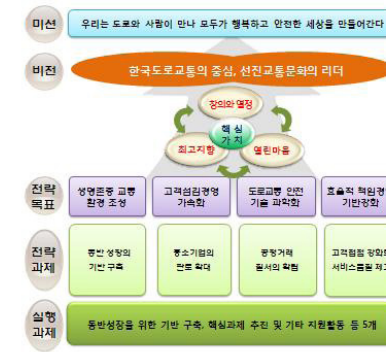 미션
우리는 도로와 사람이 만나 모두가 행복하고 안전한 세상을 만들어간다
비전
한국도로교통의 중심, 선진교통문화의 리더
창의와 열정
핵심
가치
최고지향
열린마음
전략
목표
생명존중 교통
환경 조성
고객섬김경영
가속화
도로교통 안전
기술 과학화
효율적 책임경
기반강화
전략
과제
동반 성장의
기반 구축
중소기업의
판로 확대
공정거래
질서의 확립
고객접점 강화
서비스품질 제
실행
과제
동반성장을 위한 기반 구축, 핵심과제 추진 및 기타 지원활동 등 5개